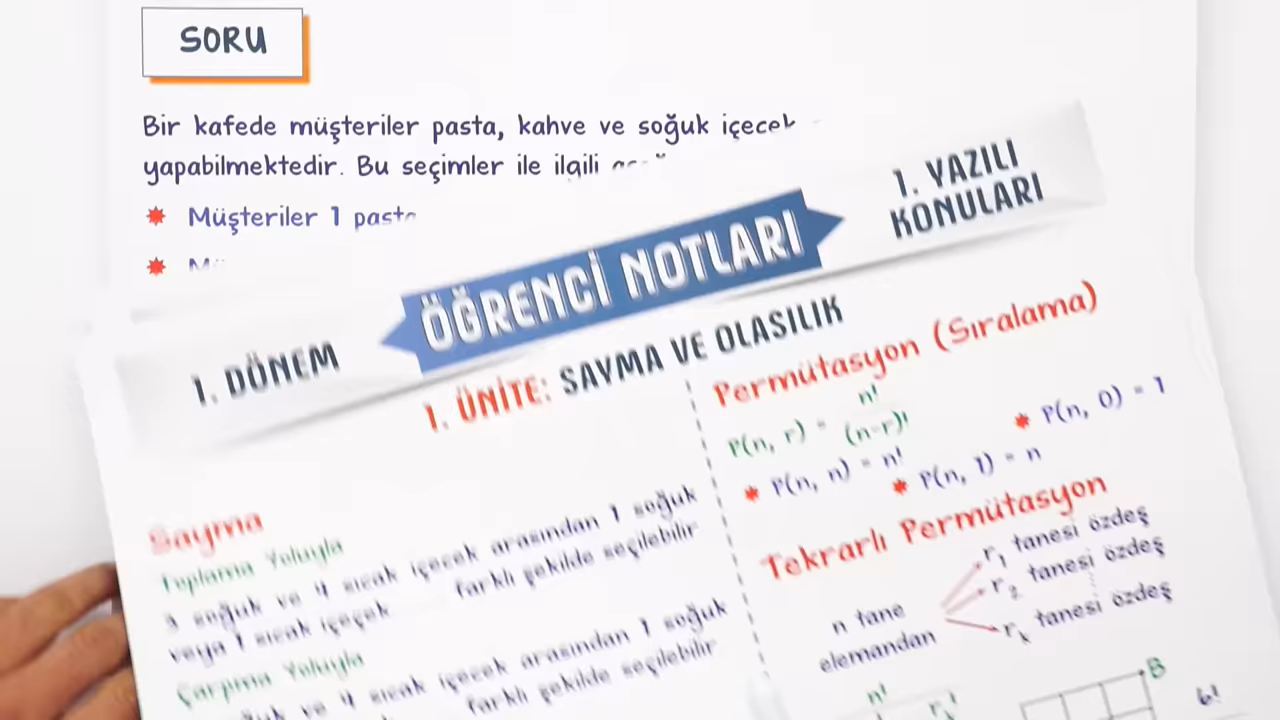 SORU
Bir kafede müşteriler pasta, kahve ve soğuk içecek
yapabilmektedir. Bu seçimler ile ilgili
Müşteriler 1 pasta
1. DÖNEM
ÖĞRENCİ NOTLARI
1. YAZILI
KONULARI
1. ÜNİTE: SAYMA VE OLASILIK
Sayma
Toplama Yoluyla
3 soğuk ve 4 sıcak içecek arasından 1 soğuk
veya 1 sıcak içeçek farklı şekilde seçilebilir
Çarpma Yoluyla
ve 4 sıcak içecek arasından 1 soğuk
farklı şekilde seçilebilir
Permütasyon (Sıralama)
P(n, r) = n! / (n-r)!
P(n, 0) = 1
P(n, n) = n!
P(n, 1) = n
Tekrarlı Permütasyon
n tane
elemandan
r₁ tanesi özdeş
r₂ tanesi özdeş
rₖ tanesi özdeş
n!
B
6!